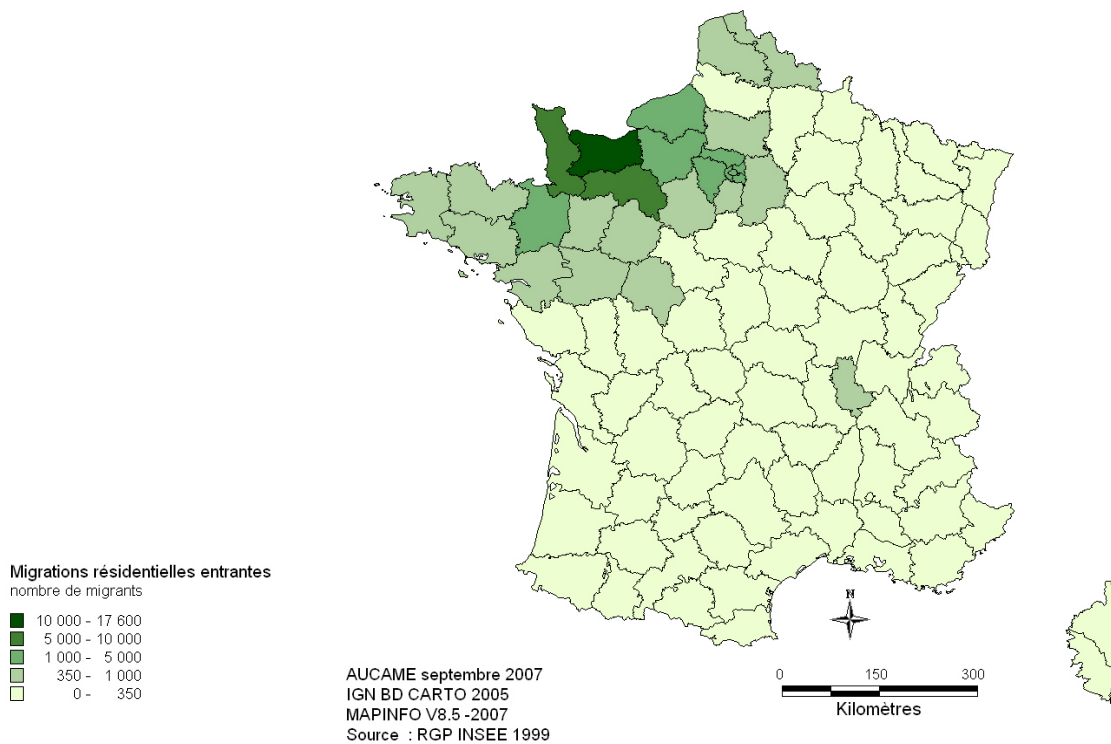 Migrations résidentielles entrantes
nombre de migrants
10 000 - 17 600
5 000 - 10 000
1 000 - 5 000
350 - 1 000
0 - 350
AUCAME septembre 2007
IGN BD CARTO 2005
MAPINFO V8.5 -2007
Source : RGP INSEE 1999
N
0 150 300
Kilomètres